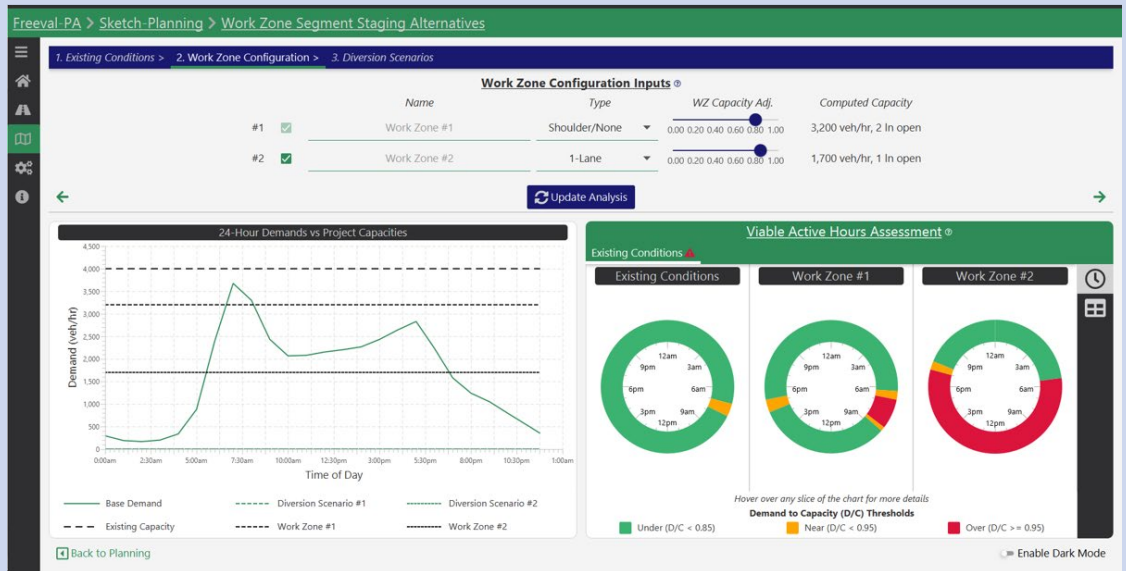 Freeval-PA > Sketch-Planning > Work Zone Segment Staging Alternatives
1. Existing Conditions > 2. Work Zone Configuration > 3. Diversion Scenarios
Work Zone Configuration Inputs
Name Type WZ Capacity Adj. Computed Capacity
#1 Work Zone #1 Shoulder/None 0.00 0.20 0.40 0.60 0.80 1.00 3,200 veh/hr, 2 ln open
#2 Work Zone #2 1-Lane 0.00 0.20 0.40 0.60 0.80 1.00 1,700 veh/hr, 1 ln open
Update Analysis
24-Hour Demands vs Project Capacities
4,500
4,000
3,500
3,000
2,500
2,000
1,500
1,000
500
0
Demand (veh/hr)
0:00am 2:30am 5:00am 7:30am 10:00am 12:30pm 3:00pm 5:30pm 8:00pm 10:30pm 1:00am
Time of Day
Base Demand Diversion Scenario #1 Diversion Scenario #2
Existing Capacity Work Zone #1 Work Zone #2
Viable Active Hours Assessment
Existing Conditions
Existing Conditions Work Zone #1 Work Zone #2
12am 3am 6am 9am 12pm 3pm 6pm 9pm
12am 3am 6am 9am 12pm 3pm 6pm 9pm
12am 3am 6am 9am 12pm 3pm 6pm 9pm
Hover over any slice of the chart for more details
Demand to Capacity (D/C) Thresholds
Under (D/C < 0.85) Near (D/C < 0.95) Over (D/C >= 0.95)
Back to Planning
Enable Dark Mode